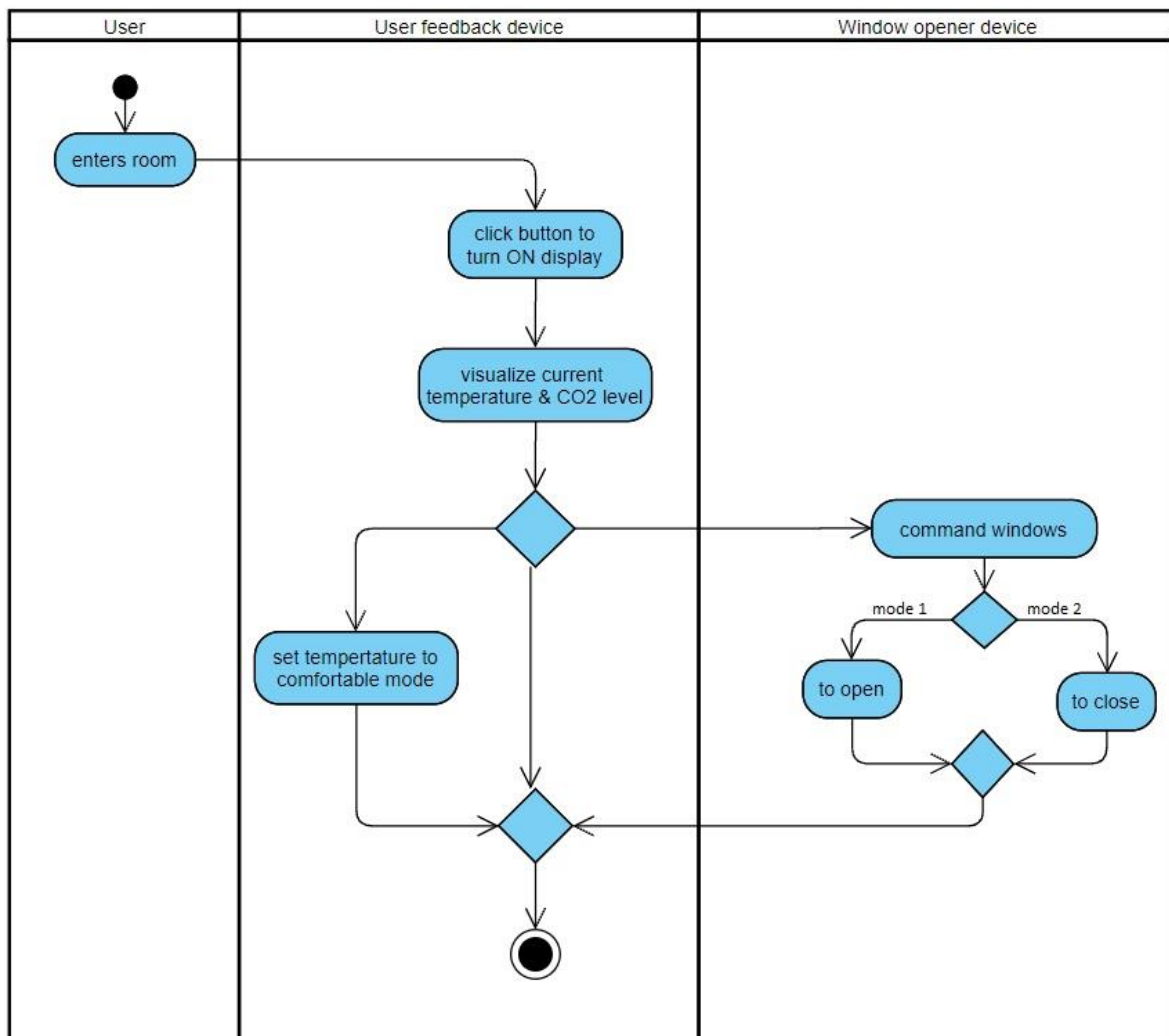 User
User feedback device
Window opener device
enters room
click button to
turn ON display
visualize current
temperature & CO2 level
command windows
mode 1
mode 2
set tempertature to
comfortable mode
to open
to close